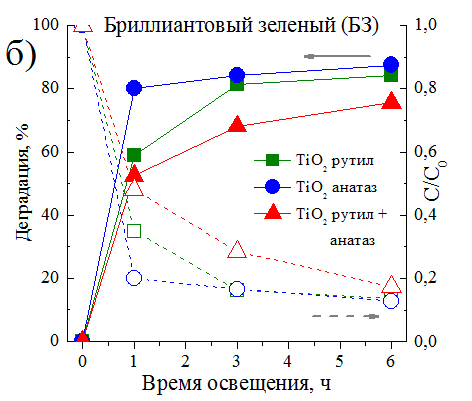 б)
Бриллиантовый зеленый (БЗ)
100
80
60
40
20
0
Деградация, %
1,0
0,8
0,6
0,4
0,2
0,0
C/C₀
TiO₂ рутил
TiO₂ анатаз
TiO₂ рутил +
анатаз
0 1 2 3 4 5 6
Время освещения, ч